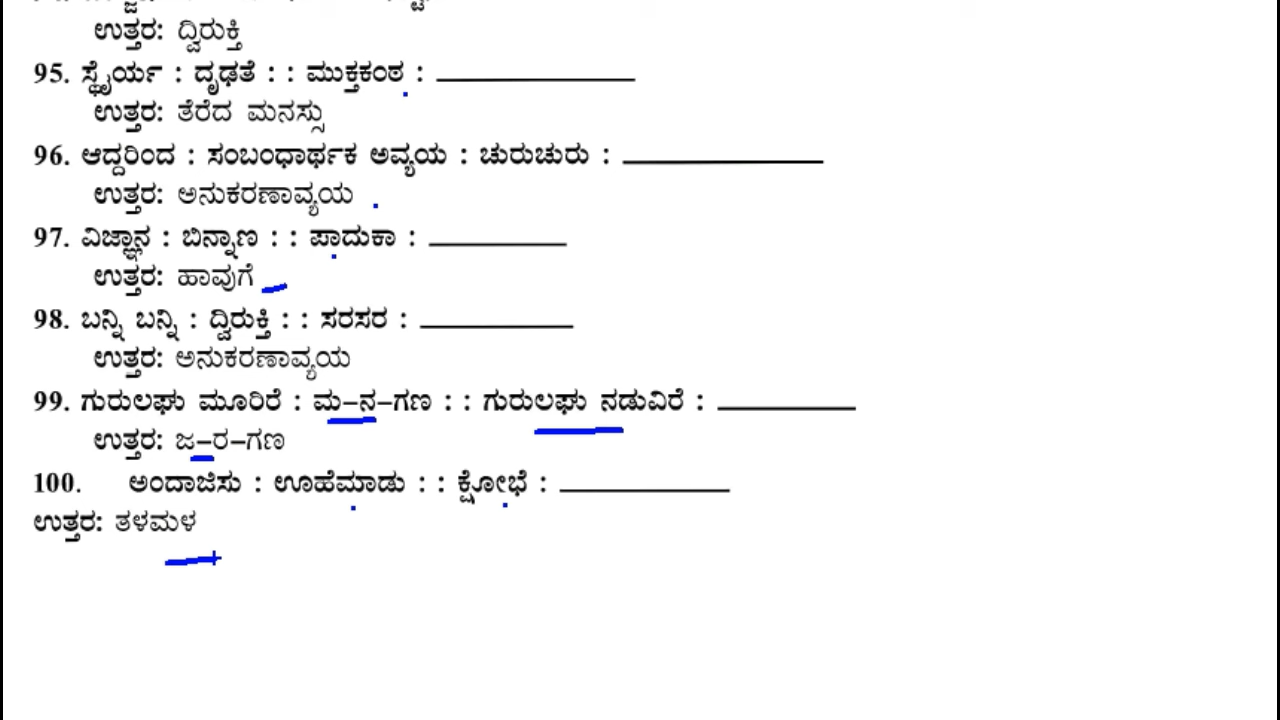 ಉತ್ತರ: ದ್ವಿರುಕ್ತಿ
95. ಸ್ಥೈರ್ಯ : ದೃಢತೆ : : ಮುಕ್ತಕಂಠ : ____________
ಉತ್ತರ: ತೆರೆದ ಮನಸ್ಸು
96. ಆದ್ದರಿಂದ : ಸಂಬಂಧಾರ್ಥಕ ಅವ್ಯಯ : ಚುರುಚುರು : ____________
ಉತ್ತರ: ಅನುಕರಣಾವ್ಯಯ
97. ವಿಜ್ಞಾನ : ಬಿನ್ನಾಣ : : ಪಾದುಕಾ : ____________
ಉತ್ತರ: ಹಾವುಗೆ
98. ಬನ್ನಿ ಬನ್ನಿ : ದ್ವಿರುಕ್ತಿ : : ಸರಸರ : ____________
ಉತ್ತರ: ಅನುಕರಣಾವ್ಯಯ
99. ಗುರುಲಘು ಮೂರಿರೆ : ಮ–ನ–ಗಣ : : ಗುರುಲಘು ನಡುವಿರೆ : ____________
ಉತ್ತರ: ಜ–ರ–ಗಣ
100. ಅಂದಾಜಿಸು : ಊಹೆಮಾಡು : : ಕ್ಷೋಭೆ : ____________
ಉತ್ತರ: ತಳಮಳ